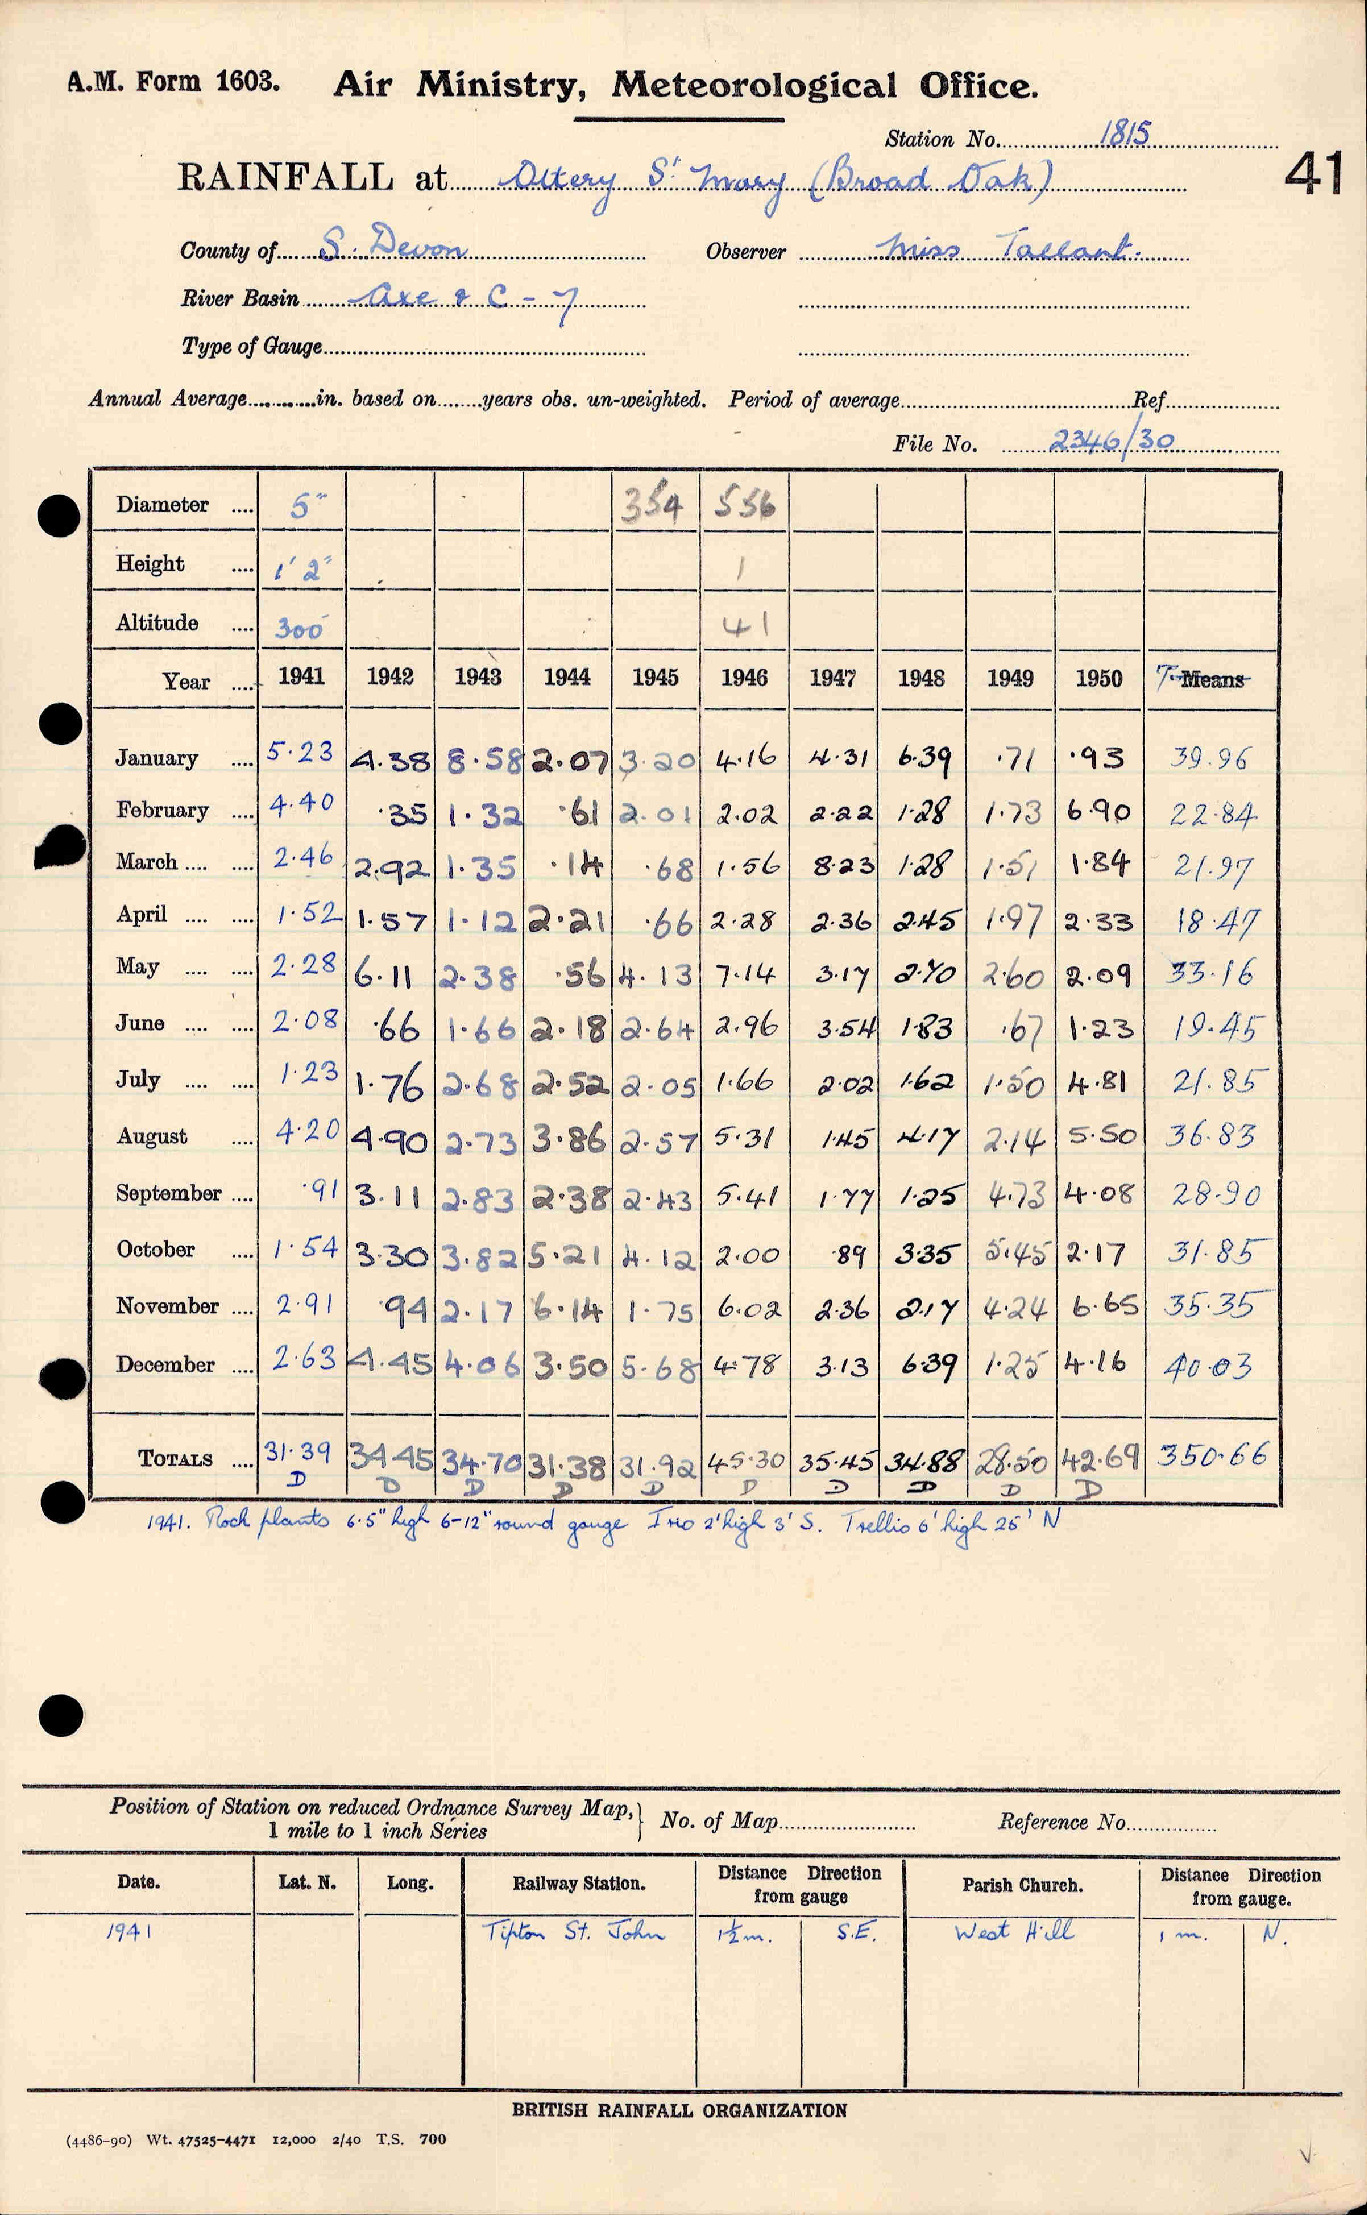 A.M. Form 1603. Air Ministry, Meteorological Office.
Station No. 1815
41
RAINFALL at Ottery St Mary (Broad Oak)
County of S. Devon Observer Miss Tallant.
River Basin Axe & C - 7
Type of Gauge
Annual Average in. based on years obs. un-weighted. Period of average Ref
File No. 2346/30
Diameter 5" 354 556
Height 1' 2" 1
Altitude 300 41
Year 1941 1942 1943 1944 1945 1946 1947 1948 1949 1950 T. Means
January 5.23 4.38 8.58 2.07 3.20 4.16 4.31 6.39 .71 .93 39.96
February 4.40 .35 1.32 .61 2.01 2.02 2.22 1.28 1.73 6.90 22.84
March 2.46 2.92 1.35 .14 .68 1.56 8.23 1.28 1.51 1.84 21.97
April 1.52 1.57 1.12 2.21 .66 2.28 2.36 2.45 1.97 2.33 18.47
May 2.28 6.11 2.38 .56 4.13 7.14 3.17 2.70 2.60 2.09 33.16
June 2.08 .66 1.66 2.18 2.64 2.96 3.54 1.83 .67 1.23 19.45
July 1.23 1.76 2.68 2.52 2.05 1.66 2.02 1.62 1.50 4.81 21.85
August 4.20 4.90 2.73 3.86 2.57 5.31 1.45 4.17 2.14 5.50 36.83
September .91 3.11 2.83 2.38 2.43 5.41 1.77 1.25 4.73 4.08 28.90
October 1.54 3.30 3.82 5.21 4.12 2.00 .89 3.35 5.45 2.17 31.85
November 2.91 .94 2.17 6.14 1.75 6.02 2.36 2.17 4.24 6.65 35.35
December 2.63 4.45 4.06 3.50 5.68 4.78 3.13 6.39 1.25 4.16 40.03
TOTALS 31.39 34.45 34.70 31.38 31.92 45.30 35.45 34.88 28.50 42.69 350.66
D D D D D D D D D D
1941. Rock plants 6.5" high 6-12" round gauge Iris 2' high 3' S. Trellis 6' high 25' N
Position of Station on reduced Ordnance Survey Map, } No. of Map Reference No.
1 mile to 1 inch Series
Date. Lat. N. Long. Railway Station. Distance Direction from gauge Parish Church. Distance Direction from gauge.
1941 Tipton St. John 1½ m. S.E. West Hill 1 m. N.
BRITISH RAINFALL ORGANIZATION
(4486-90) Wt. 47525-4471 12,000 2/40 T.S. 700